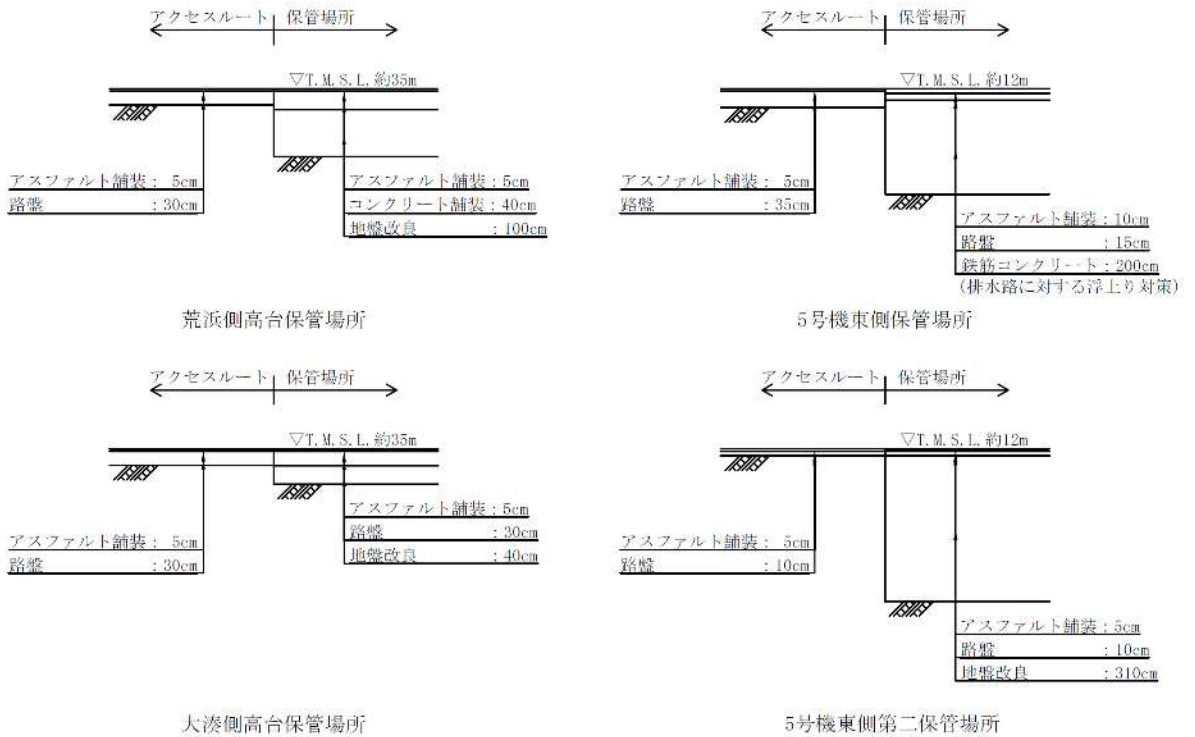 アクセスルート 保管場所
▽T.M.S.L.約35m
アスファルト舗装：5cm
路盤：30cm
アスファルト舗装：5cm
コンクリート舗装：40cm
地盤改良：100cm
荒浜側高台保管場所
アクセスルート 保管場所
▽T.M.S.L.約12m
アスファルト舗装：5cm
路盤：35cm
アスファルト舗装：10cm
路盤：15cm
鉄筋コンクリート：200cm
(排水路に対する浮上り対策)
5号機東側保管場所
アクセスルート 保管場所
▽T.M.S.L.約35m
アスファルト舗装：5cm
路盤：30cm
アスファルト舗装：5cm
路盤：30cm
地盤改良：40cm
大湊側高台保管場所
アクセスルート 保管場所
▽T.M.S.L.約12m
アスファルト舗装：5cm
路盤：10cm
アスファルト舗装：5cm
路盤：10cm
地盤改良：310cm
5号機東側第二保管場所